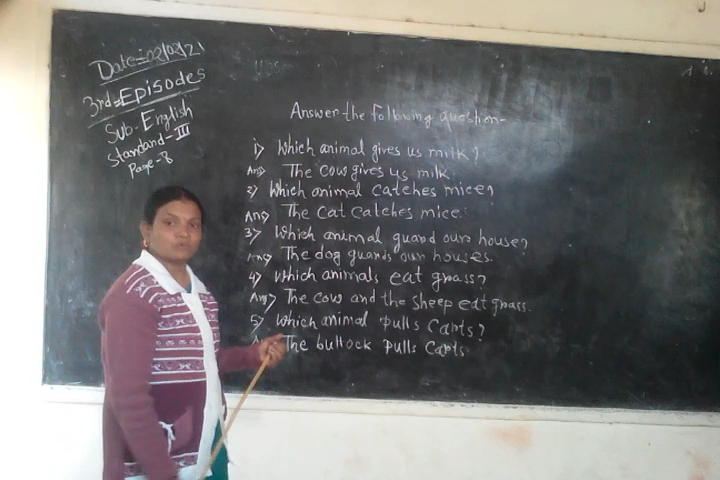 Date=02/02/21
3rd=Episodes
Sub-English
Standard-III
Page-8
Answer the following question-
1) Which animal gives us milk?
Ans) The cow gives us milk.
2) Which animal catches mice?
Ans) The cat catches mice.
3) Which animal guard our house?
Ans) The dog guards our houses.
4) Which animals eat grass?
Ans) The cow and the sheep eat grass.
5) Which animal pulls carts?
The bullock pulls carts